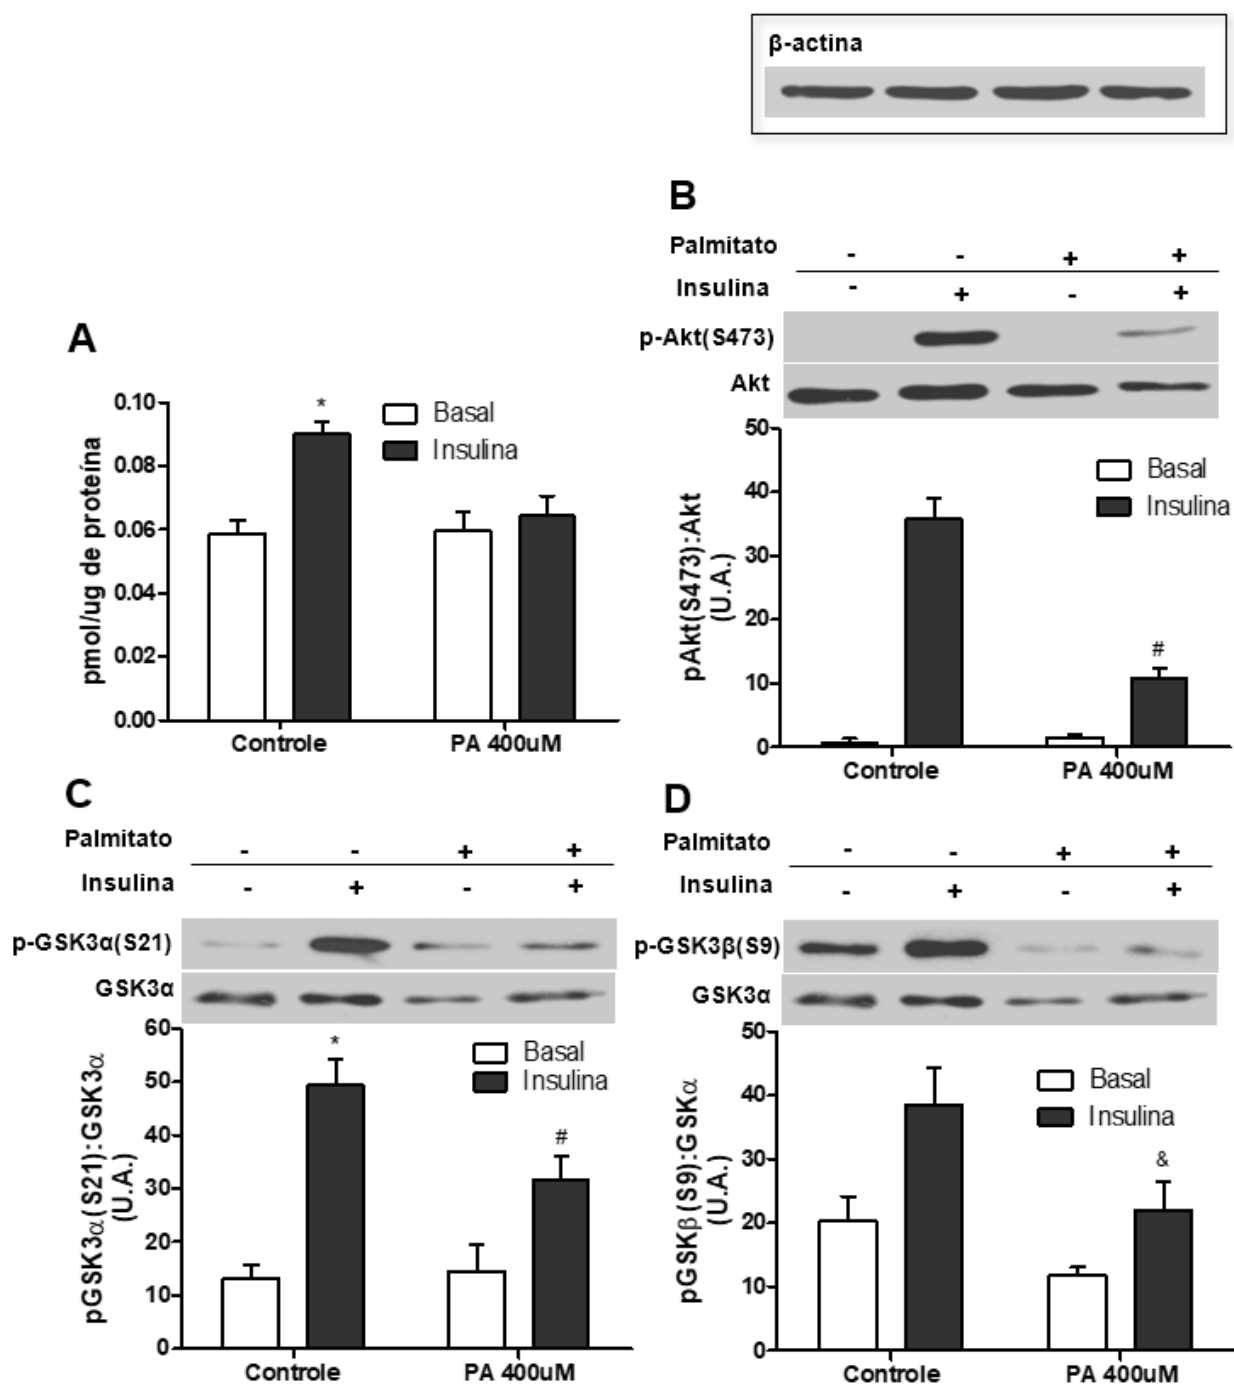 β-actina
B
Palmitato - - + +
Insulina - + - +
p-Akt(S473)
Akt
A
0.10
0.08
0.06
0.04
0.02
0.00
pmol/ug de proteína
*
Basal
Insulina
Controle PA 400uM
50
40
30
20
10
0
pAkt(S473):Akt
(U.A.)
Basal
Insulina
#
Controle PA 400uM
C
Palmitato - - + +
Insulina - + - +
p-GSK3α(S21)
GSK3α
60
50
40
30
20
10
0
pGSK3α(S21):GSK3α
(U.A.)
*
Basal
Insulina
#
Controle PA 400uM
D
Palmitato - - + +
Insulina - + - +
p-GSK3β(S9)
GSK3α
50
40
30
20
10
0
pGSKβ(S9):GSKα
(U.A.)
Basal
Insulina
&
Controle PA 400uM